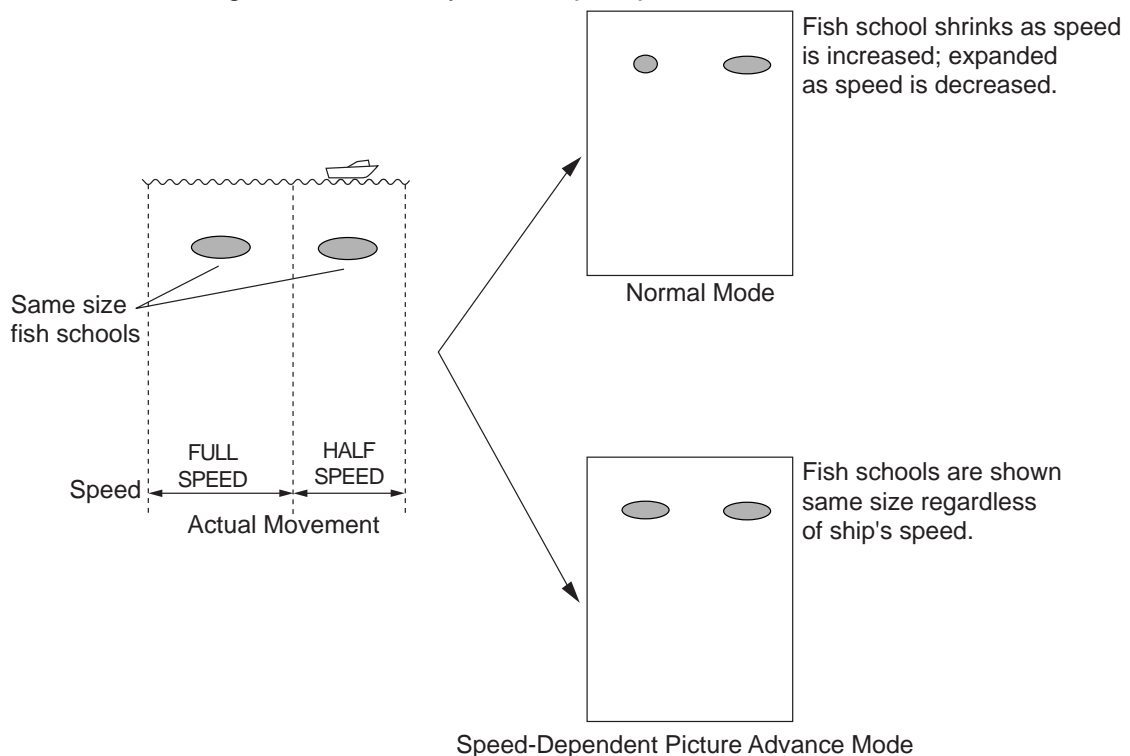 Fish school shrinks as speed
is increased; expanded
as speed is decreased.
Normal Mode
Same size
fish schools
FULL
SPEED
HALF
SPEED
Speed
Actual Movement
Fish schools are shown
same size regardless
of ship's speed.
Speed-Dependent Picture Advance Mode